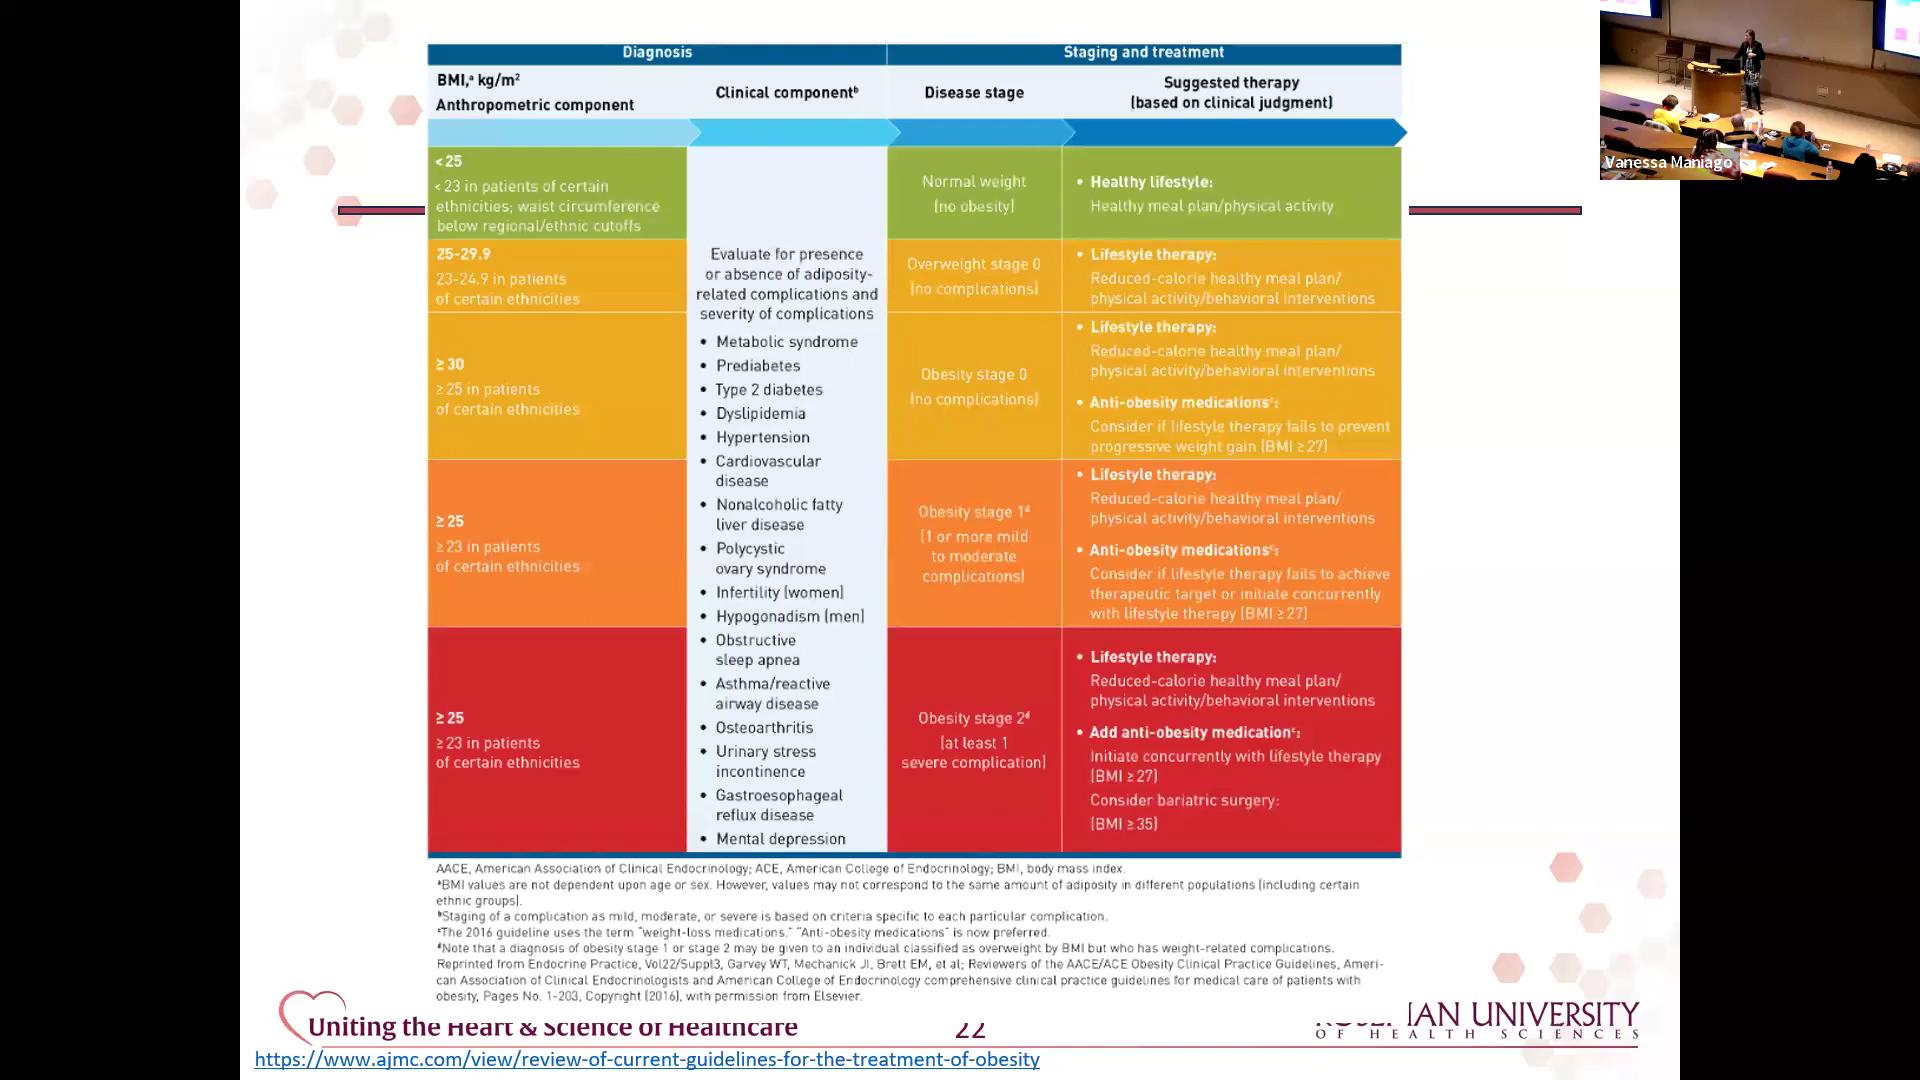 Diagnosis
Staging and treatment
BMI,ᵃ kg/m²
Anthropometric component
Clinical componentᵇ
Disease stage
Suggested therapy
(based on clinical judgment)
< 25
< 23 in patients of certain
ethnicities; waist circumference
below regional/ethnic cutoffs
Normal weight
(no obesity)
• Healthy lifestyle:
Healthy meal plan/physical activity
25-29.9
23-24.9 in patients
of certain ethnicities
Overweight stage 0
(no complications)
• Lifestyle therapy:
Reduced-calorie healthy meal plan/
physical activity/behavioral interventions
≥ 30
≥ 25 in patients
of certain ethnicities
Obesity stage 0
(no complications)
• Lifestyle therapy:
Reduced-calorie healthy meal plan/
physical activity/behavioral interventions
• Anti-obesity medicationsᶜ:
Consider if lifestyle therapy fails to prevent
progressive weight gain (BMI ≥ 27)
≥ 25
≥ 23 in patients
of certain ethnicities
Obesity stage 1ᵈ
(1 or more mild
to moderate
complications)
• Lifestyle therapy:
Reduced-calorie healthy meal plan/
physical activity/behavioral interventions
• Anti-obesity medicationsᶜ:
Consider if lifestyle therapy fails to achieve
therapeutic target or initiate concurrently
with lifestyle therapy (BMI ≥ 27)
≥ 25
≥ 23 in patients
of certain ethnicities
Obesity stage 2ᵈ
(at least 1
severe complication)
• Lifestyle therapy:
Reduced-calorie healthy meal plan/
physical activity/behavioral interventions
• Add anti-obesity medicationᶜ:
Initiate concurrently with lifestyle therapy
(BMI ≥ 27)
Consider bariatric surgery:
(BMI ≥ 35)
Evaluate for presence
or absence of adiposity-
related complications and
severity of complications
• Metabolic syndrome
• Prediabetes
• Type 2 diabetes
• Dyslipidemia
• Hypertension
• Cardiovascular
disease
• Nonalcoholic fatty
liver disease
• Polycystic
ovary syndrome
• Infertility (women)
• Hypogonadism (men)
• Obstructive
sleep apnea
• Asthma/reactive
airway disease
• Osteoarthritis
• Urinary stress
incontinence
• Gastroesophageal
reflux disease
• Mental depression
AACE, American Association of Clinical Endocrinology; ACE, American College of Endocrinology; BMI, body mass index.
ᵃBMI values are not dependent upon age or sex. However, values may not correspond to the same amount of adiposity in different populations (including certain
ethnic groups).
ᵇStaging of a complication as mild, moderate, or severe is based on criteria specific to each particular complication.
ᶜThe 2016 guideline uses the term "weight-loss medications." "Anti-obesity medications" is now preferred.
ᵈNote that a diagnosis of obesity stage 1 or stage 2 may be given to an individual classified as overweight by BMI but who has weight-related complications.
Reprinted from Endocrine Practice, Vol22/Suppl3, Garvey WT, Mechanick JI, Brett EM, et al; Reviewers of the AACE/ACE Obesity Clinical Practice Guidelines, Ameri-
can Association of Clinical Endocrinologists and American College of Endocrinology comprehensive clinical practice guidelines for medical care of patients with
obesity, Pages No. 1-203, Copyright (2016), with permission from Elsevier.
Uniting the Heart & Science of Healthcare
22
UNIVERSITY
OF HEALTH SCIENCES
https://www.ajmc.com/view/review-of-current-guidelines-for-the-treatment-of-obesity
Vanessa Maniago